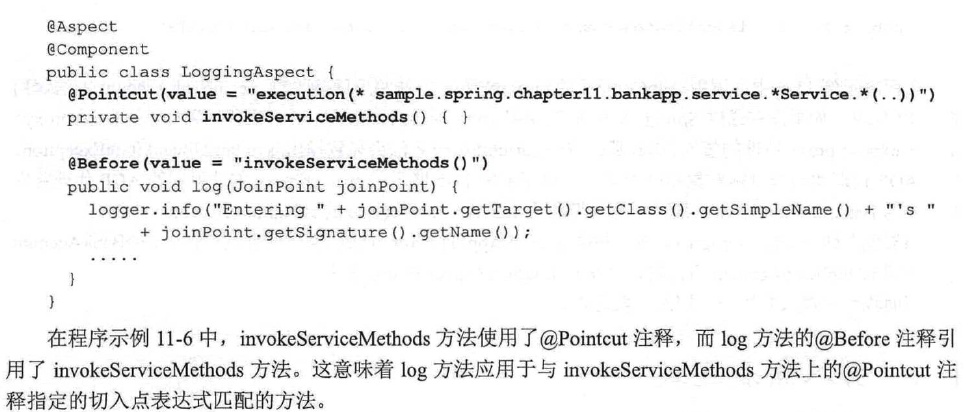 @Aspect
@Component
public class LoggingAspect {
@Pointcut(value = "execution(* sample.spring.chapter11.bankapp.service.*Service.*(..))")
private void invokeServiceMethods() { }
@Before(value = "invokeServiceMethods()")
public void log(JoinPoint joinPoint) {
logger.info("Entering " + joinPoint.getTarget().getClass().getSimpleName() + "'s "
+ joinPoint.getSignature().getName());
.....
}
}
在程序示例 11-6 中，invokeServiceMethods 方法使用了@Pointcut 注释，而 log 方法的@Before 注释引
用了 invokeServiceMethods 方法。这意味着 log 方法应用于与 invokeServiceMethods 方法上的@Pointcut 注
释指定的切入点表达式匹配的方法。